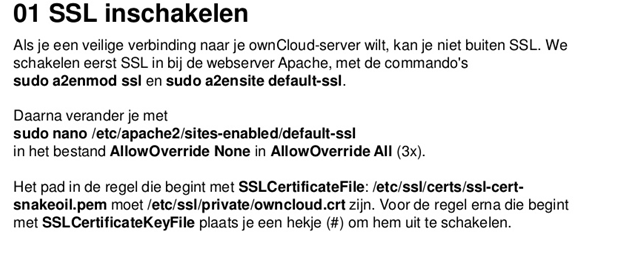 01 SSL inschakelen
Als je een veilige verbinding naar je ownCloud-server wilt, kan je niet buiten SSL. We
schakelen eerst SSL in bij de webserver Apache, met de commando's
sudo a2enmod ssl en sudo a2ensite default-ssl.
Daarna verander je met
sudo nano /etc/apache2/sites-enabled/default-ssl
in het bestand AllowOverride None in AllowOverride All (3x).
Het pad in de regel die begint met SSLCertificateFile: /etc/ssl/certs/ssl-cert-
snakeoil.pem moet /etc/ssl/private/owncloud.crt zijn. Voor de regel erna die begint
met SSLCertificateKeyFile plaats je een hekje (#) om hem uit te schakelen.